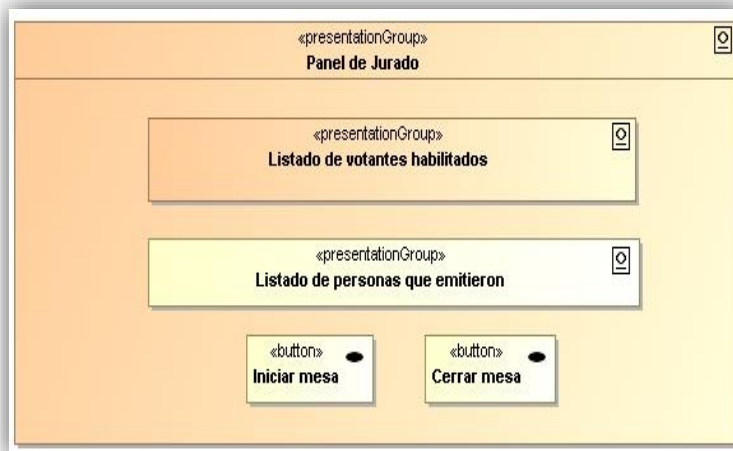 «presentationGroup»
Panel de Jurado
«presentationGroup»
Listado de votantes habilitados
«presentationGroup»
Listado de personas que emitieron
«button»
Iniciar mesa
«button»
Cerrar mesa